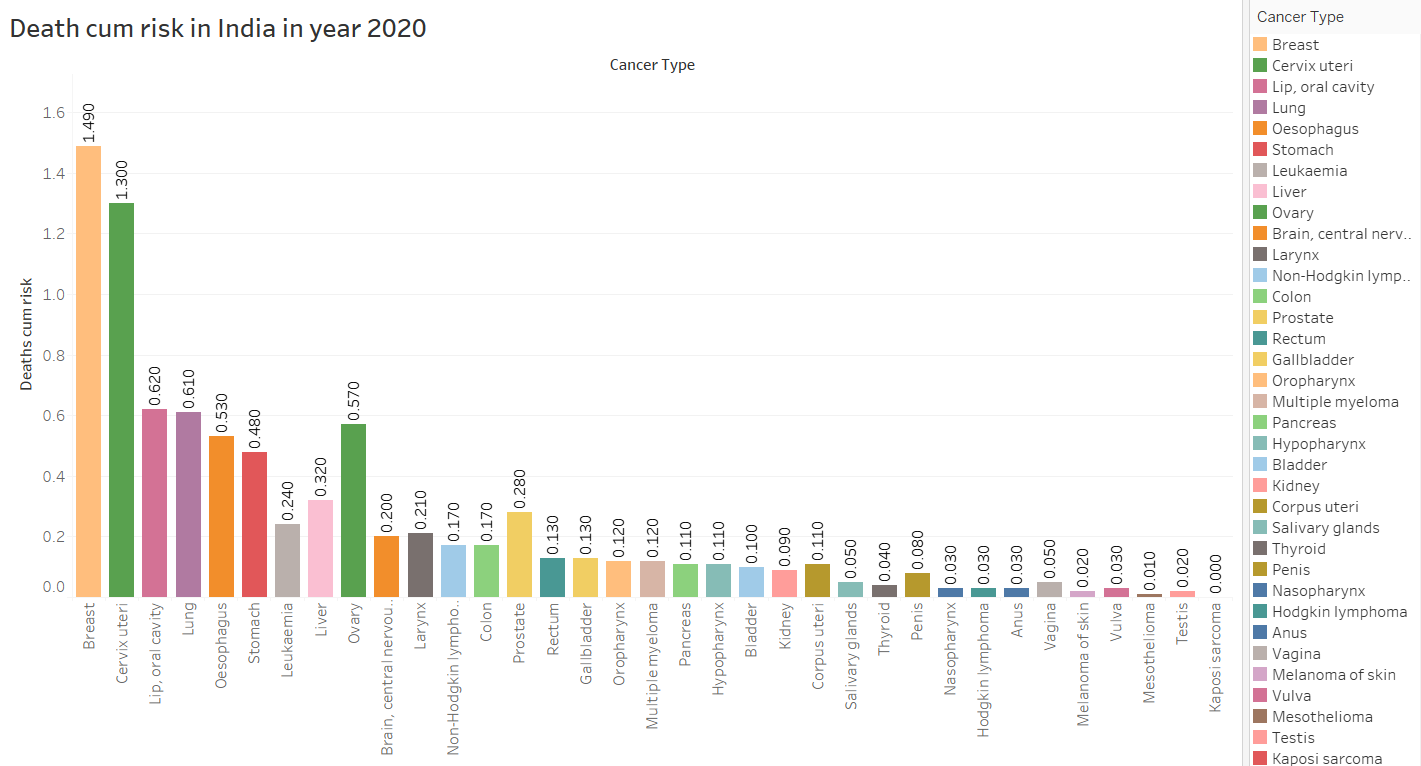 Death cum risk in India in year 2020
Cancer Type
Deaths cum risk
1.6
1.4
1.2
1.0
0.8
0.6
0.4
0.2
0.0
1.490
1.300
0.620
0.610
0.530
0.480
0.240
0.320
0.570
0.200
0.210
0.170
0.170
0.280
0.130
0.130
0.120
0.120
0.110
0.110
0.100
0.090
0.110
0.050
0.040
0.080
0.030
0.030
0.030
0.050
0.020
0.030
0.010
0.020
0.000
Breast
Cervix uteri
Lip, oral cavity
Lung
Oesophagus
Stomach
Leukaemia
Liver
Ovary
Brain, central nervou..
Larynx
Non-Hodgkin lympho..
Colon
Prostate
Rectum
Gallbladder
Oropharynx
Multiple myeloma
Pancreas
Hypopharynx
Bladder
Kidney
Corpus uteri
Salivary glands
Thyroid
Penis
Nasopharynx
Hodgkin lymphoma
Anus
Vagina
Melanoma of skin
Vulva
Mesothelioma
Testis
Kaposi sarcoma
Cancer Type
Breast
Cervix uteri
Lip, oral cavity
Lung
Oesophagus
Stomach
Leukaemia
Liver
Ovary
Brain, central nerv..
Larynx
Non-Hodgkin lymp..
Colon
Prostate
Rectum
Gallbladder
Oropharynx
Multiple myeloma
Pancreas
Hypopharynx
Bladder
Kidney
Corpus uteri
Salivary glands
Thyroid
Penis
Nasopharynx
Hodgkin lymphoma
Anus
Vagina
Melanoma of skin
Vulva
Mesothelioma
Testis
Kaposi sarcoma